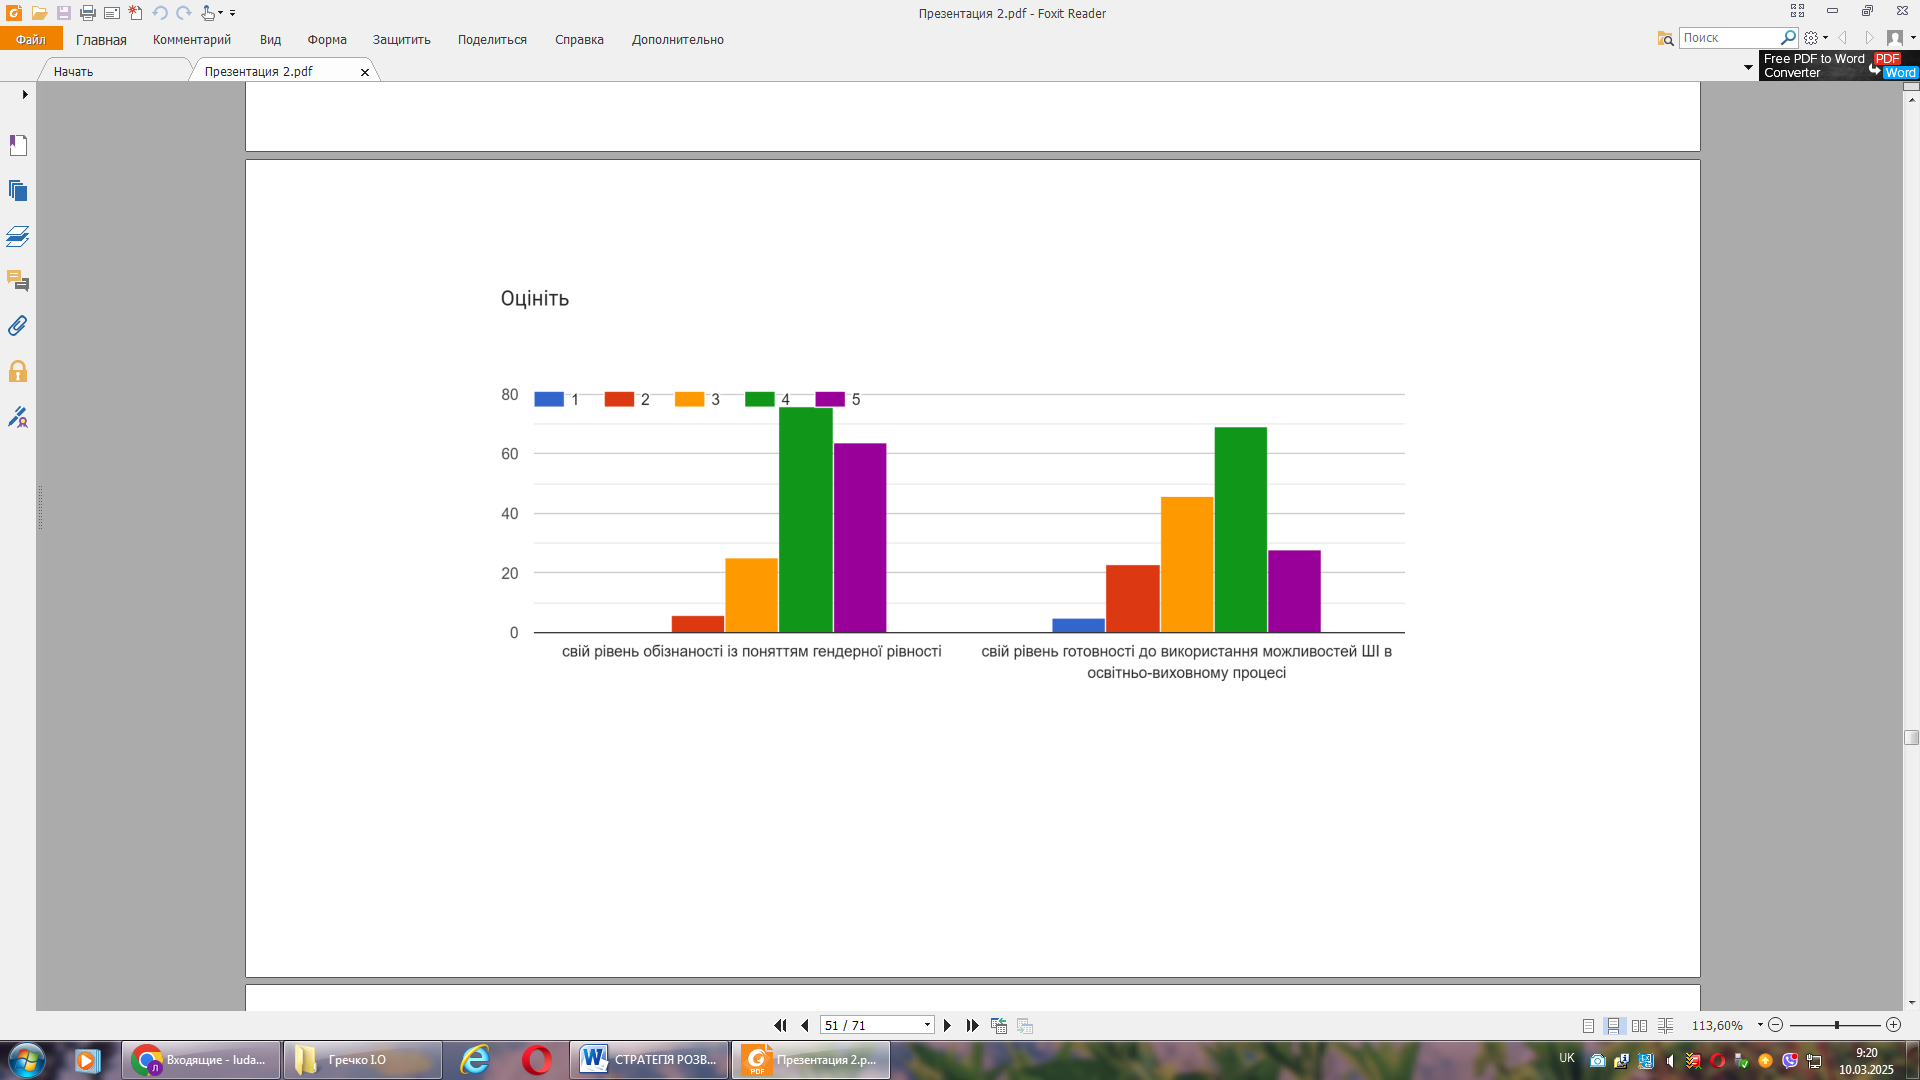 Презентация 2.pdf - Foxit Reader
Файл Главная Комментарий Вид Форма Защитить Поделиться Справка Дополнительно
Поиск
Начать Презентация 2.pdf
Free PDF to Word
Converter
PDF
Word
Оцініть
80
1 2 3 4 5
60
40
20
0
свій рівень обізнаності із поняттям гендерної рівності
свій рівень готовності до використання можливостей ШІ в
освітньо-виховному процесі
51 / 71
113,60%
Входящие - luda...
Гречко І.О
СТРАТЕГІЯ РОЗВ...
Презентация 2.p...
UK
9:20
10.03.2025